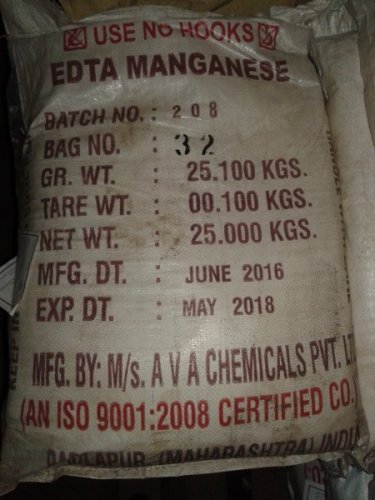 USE NO HOOKS
EDTA MANGANESE
BATCH NO. : 208
BAG NO. : 32
GR. WT. : 25.100 KGS.
TARE WT. : 00.100 KGS.
NET WT. : 25.000 KGS.
MFG. DT. : JUNE 2016
EXP. DT. : MAY 2018
MFG. BY: M/s. A V A CHEMICALS PVT.
(AN ISO 9001:2008 CERTIFIED CO.)
(MAHARASHTRA)
KEEP